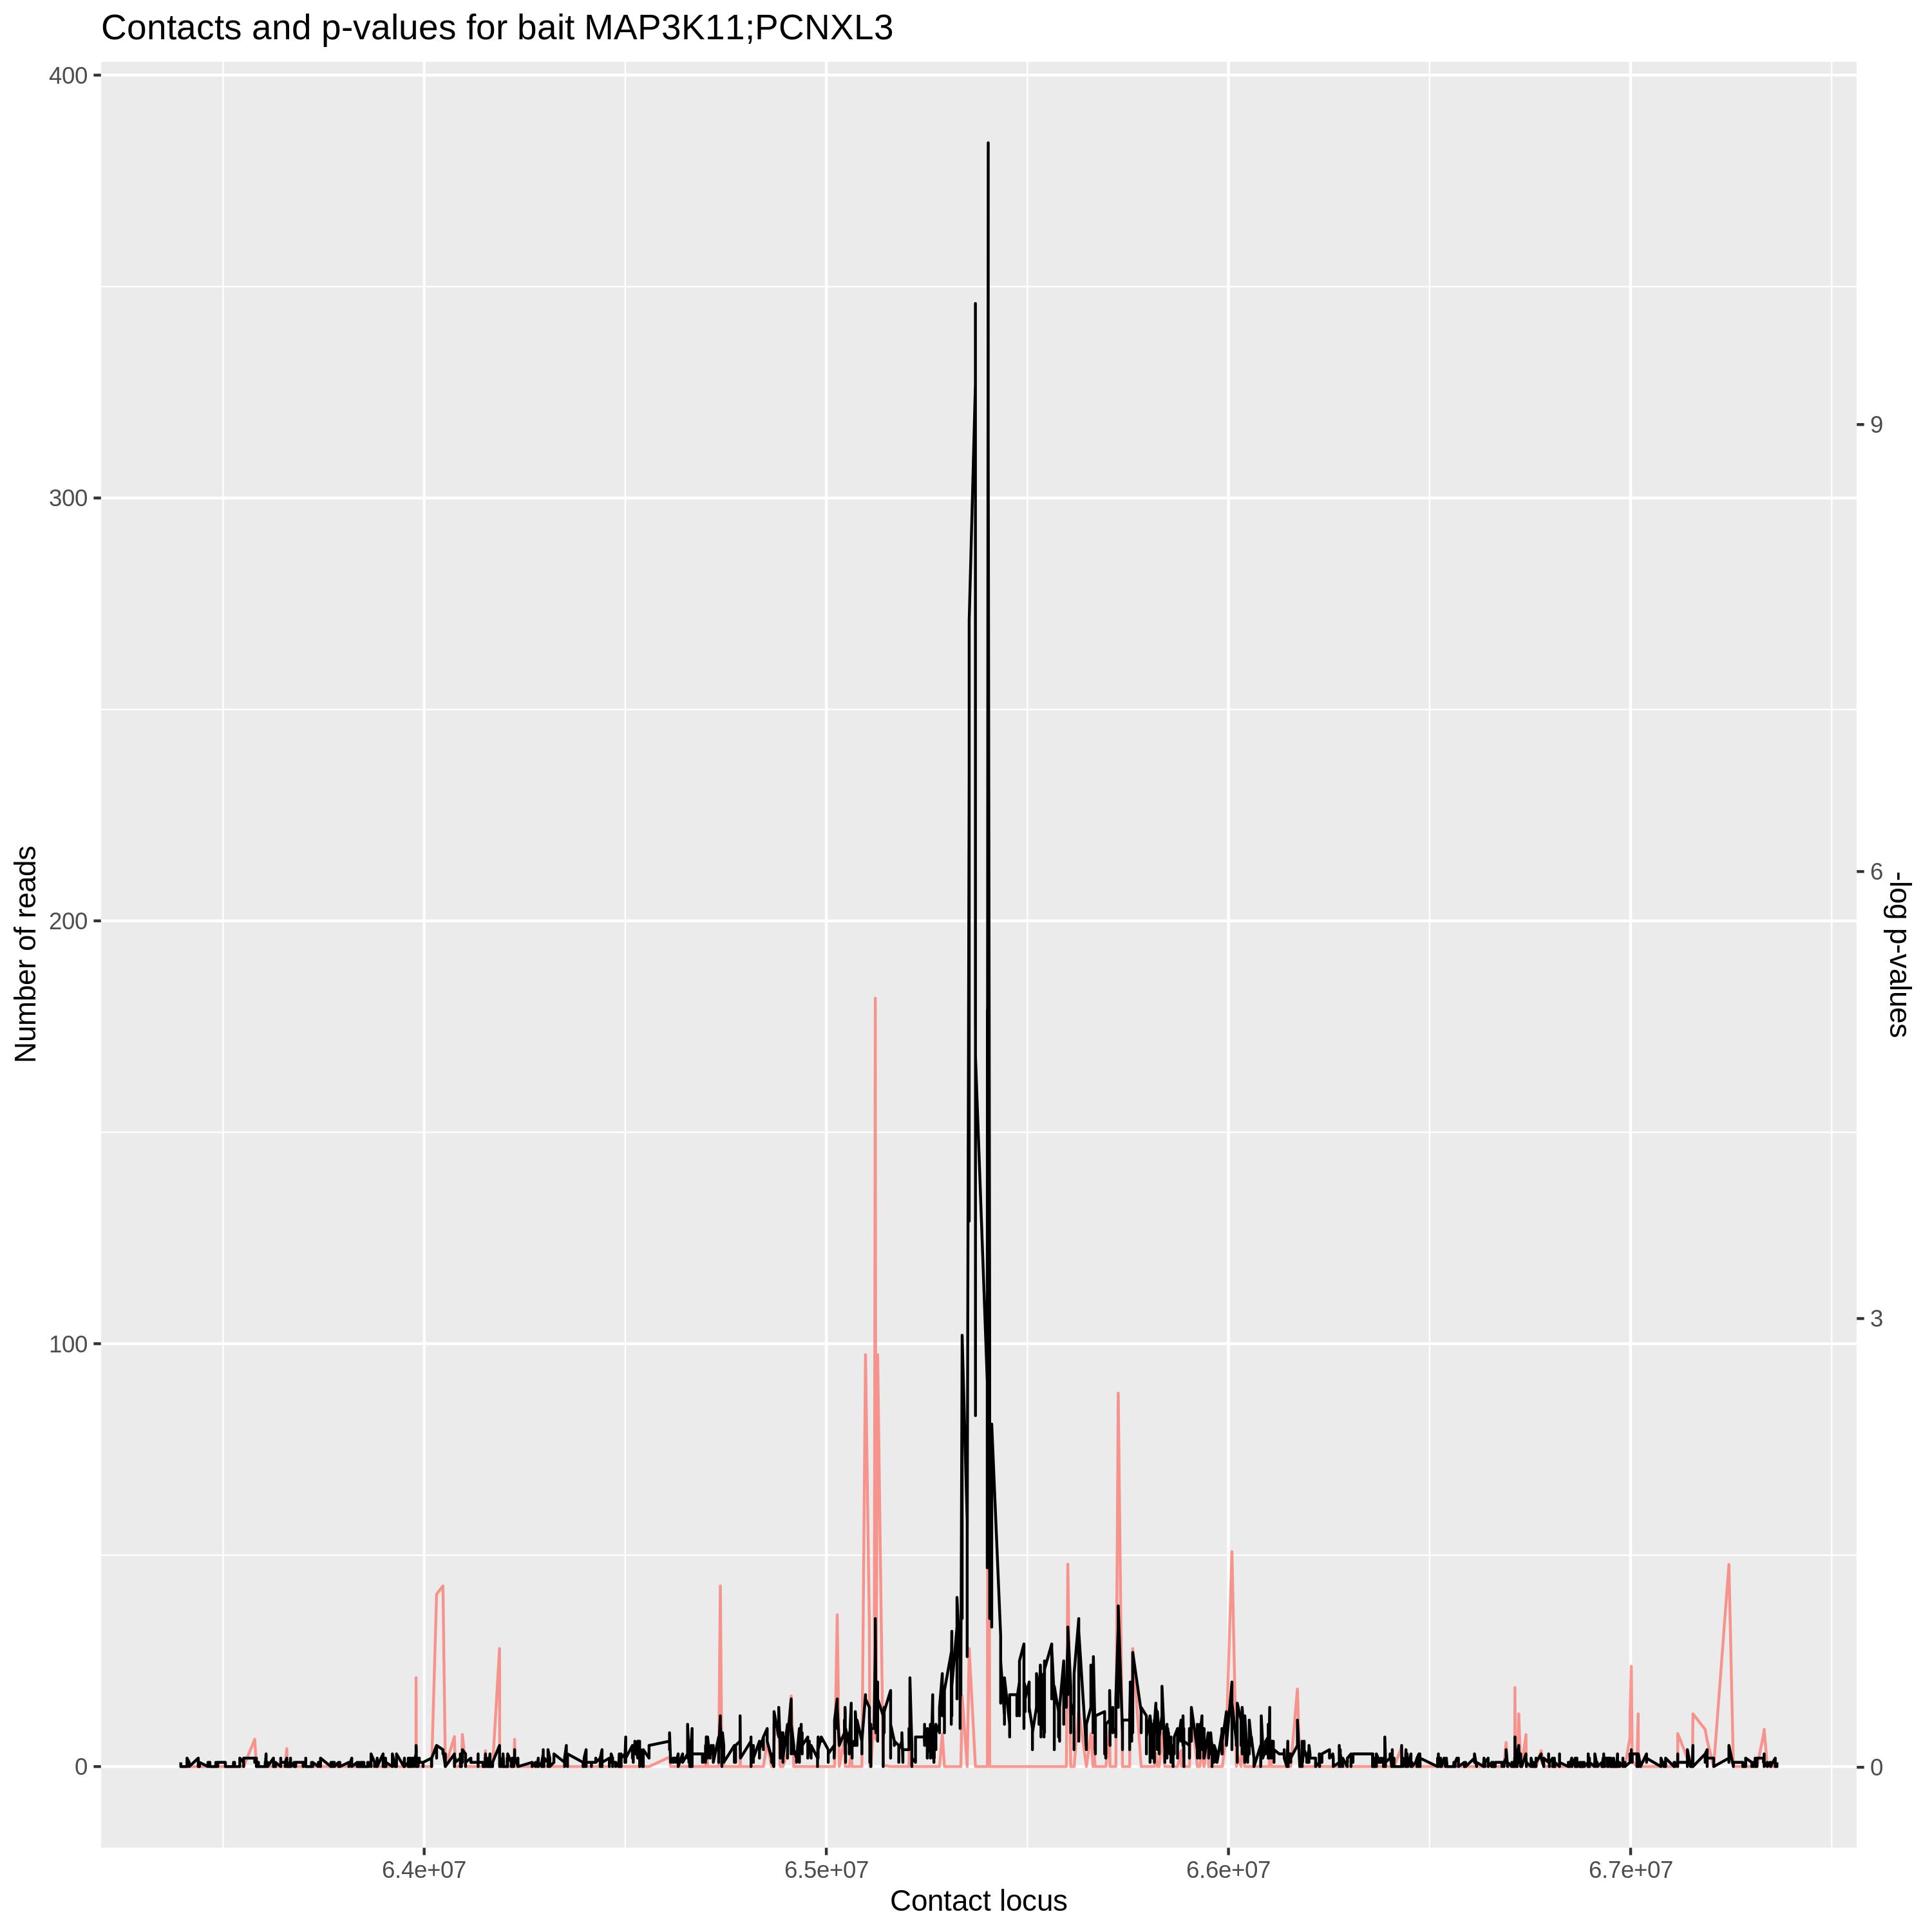 Contacts and p-values for bait MAP3K11;PCNXL3
400
300
200
100
0
Number of reads
9
6
3
0
-log p-values
6.4e+07
6.5e+07
6.6e+07
6.7e+07
Contact locus